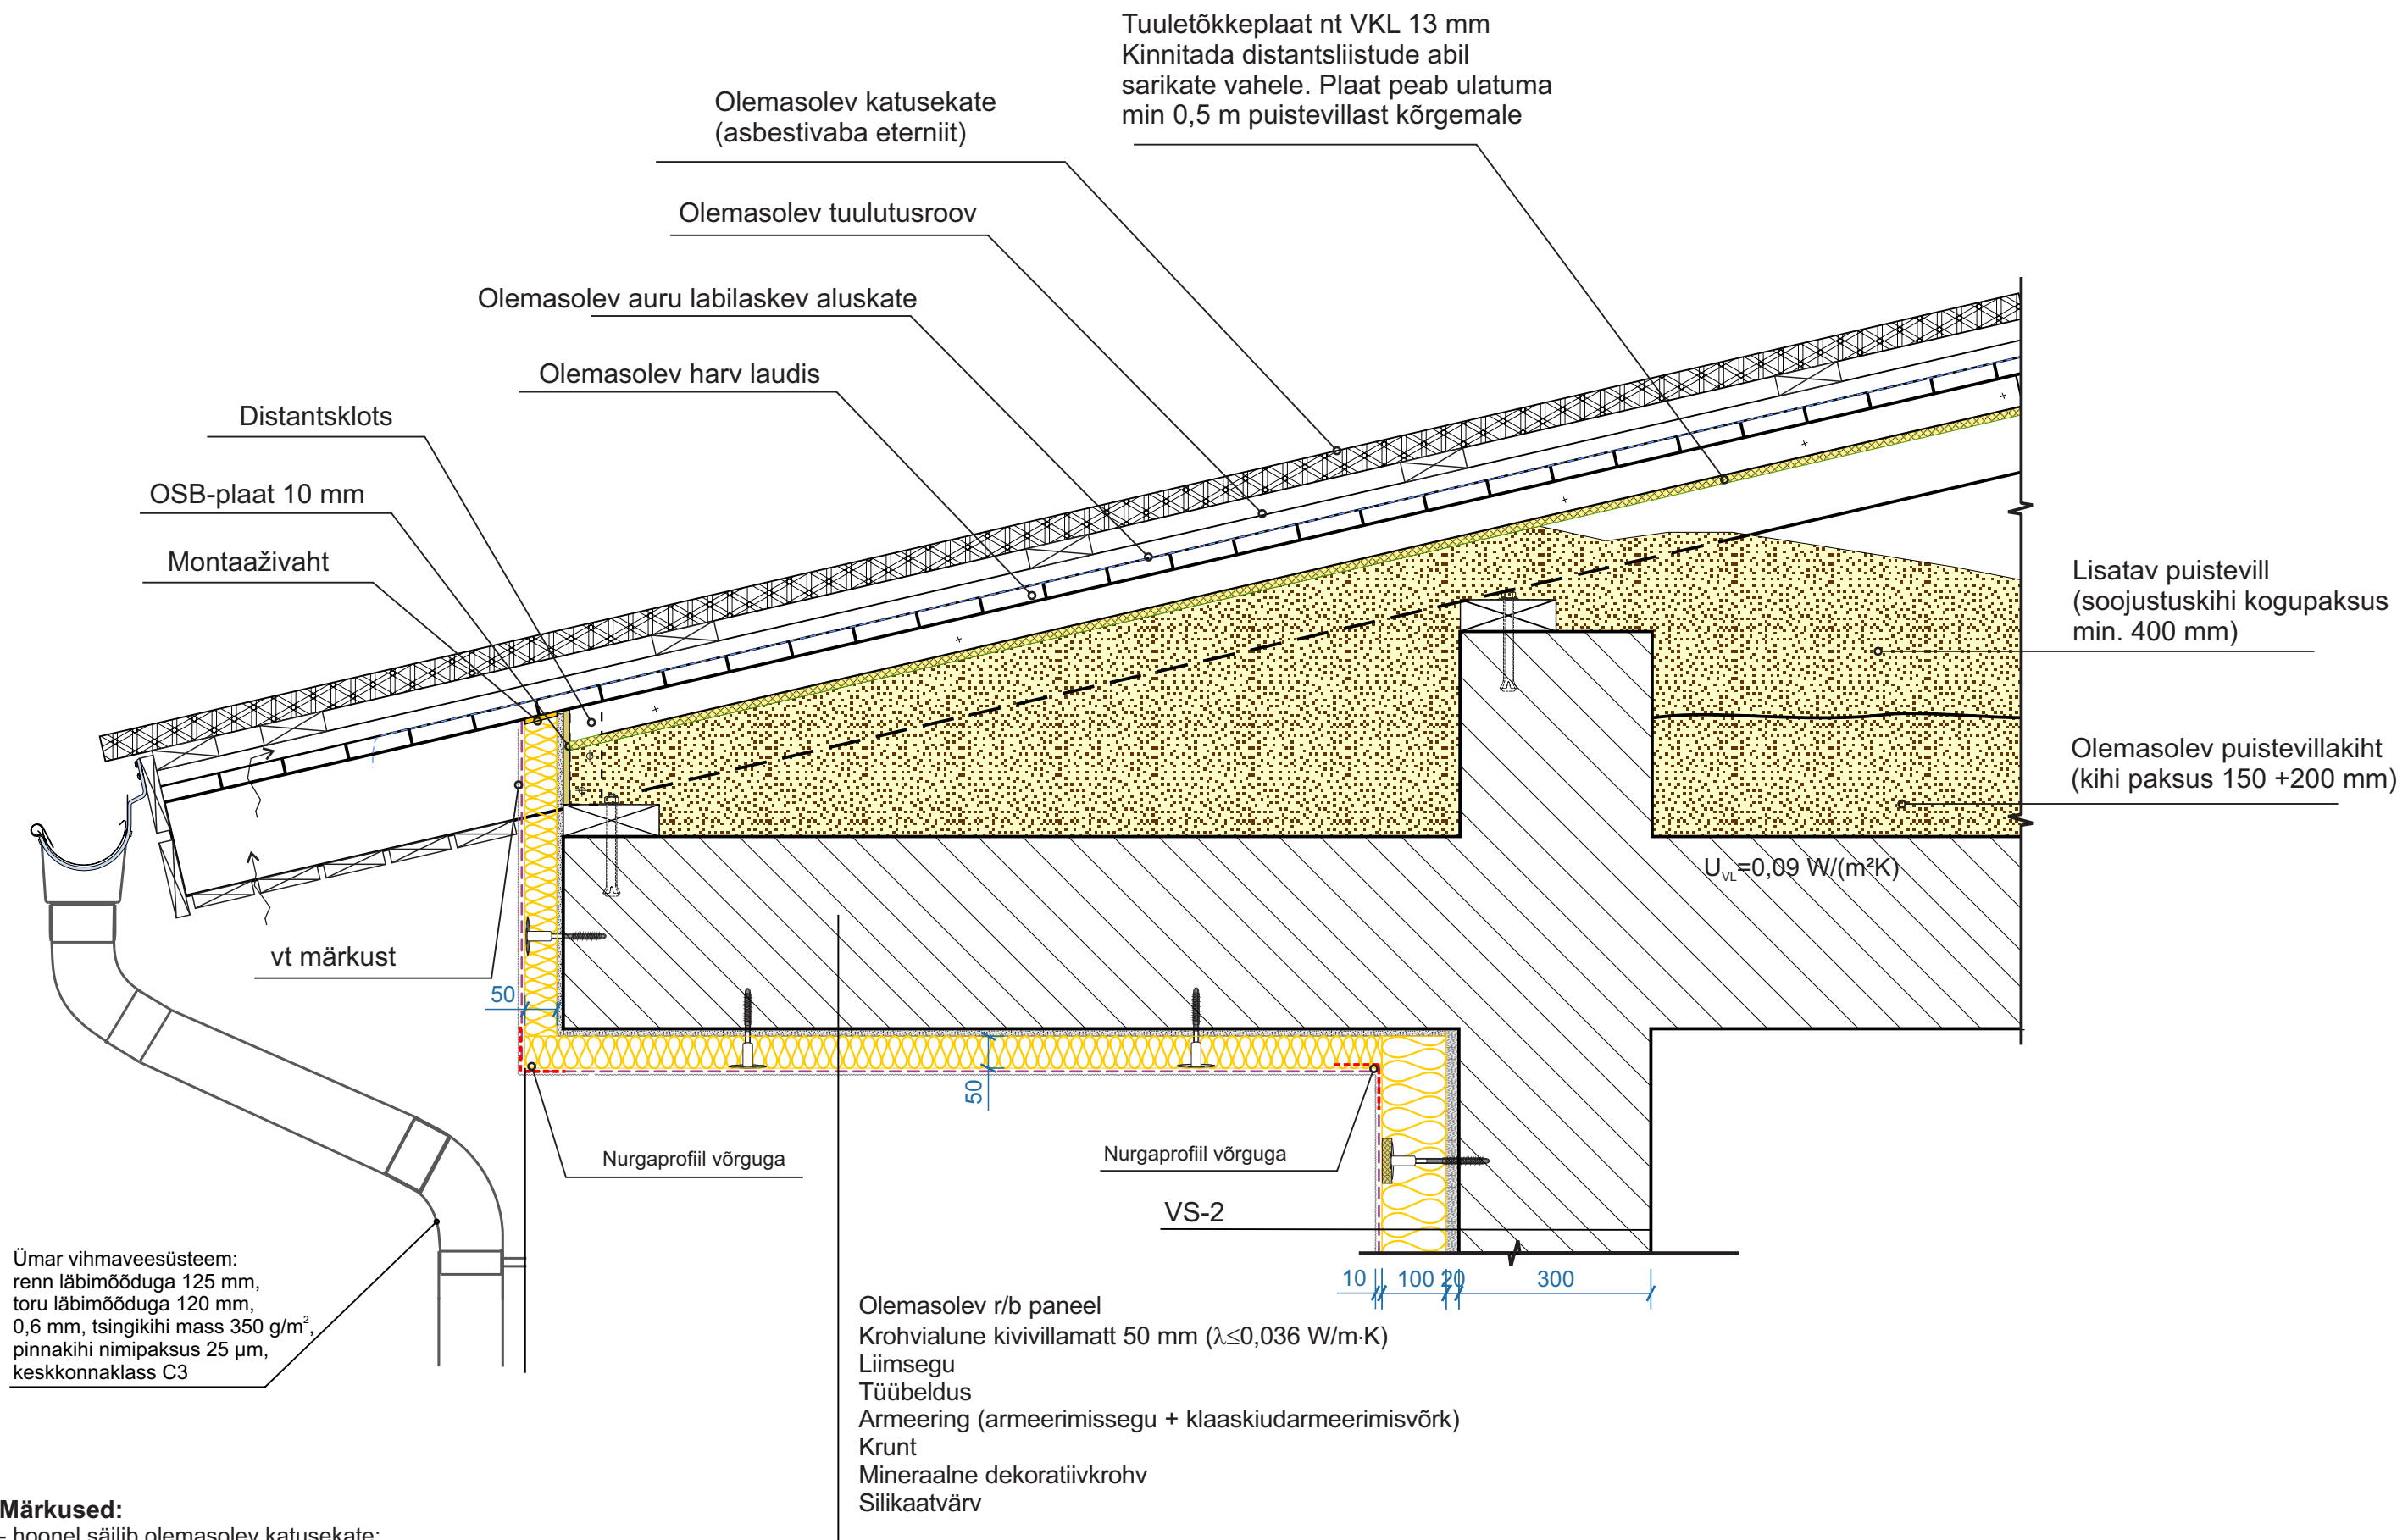 Tuuletõkkeplaat nt VKL 13 mm
Kinnitada distantsliistude abil
sarikate vahele. Plaat peab ulatuma
min 0,5 m puistevillast kõrgemale
Olemasolev katusekate
(asbestivaba eterniit)
Olemasolev tuulutusroov
Olemasolev auru labilaskev aluskate
Olemasolev harv laudis
Distantsklots
OSB-plaat 10 mm
Montaaživaht
Lisatav puistevill
(soojustuskihi kogupaksus
min. 400 mm)
Olemasolev puistevillakiht
(kihi paksus 150 +200 mm)
U_VL=0,09 W/(m²K)
vt märkust
50
50
Nurgaprofiil võrguga
Nurgaprofiil võrguga
VS-2
10 100 20 300
Ümar vihmaveesüsteem:
renn läbimõõduga 125 mm,
toru läbimõõduga 120 mm,
0,6 mm, tsingikihi mass 350 g/m²,
pinnakihi nimipaksus 25 µm,
keskkonnaklass C3
Olemasolev r/b paneel
Krohvialune kivivillamatt 50 mm (λ≤0,036 W/m·K)
Liimsegu
Tüübeldus
Armeering (armeerimissegu + klaaskiudarmeerimisvõrk)
Krunt
Mineraalne dekoratiivkrohv
Silikaatvärv
Märkused:
- hoonel säilib olemasolev katusekate;